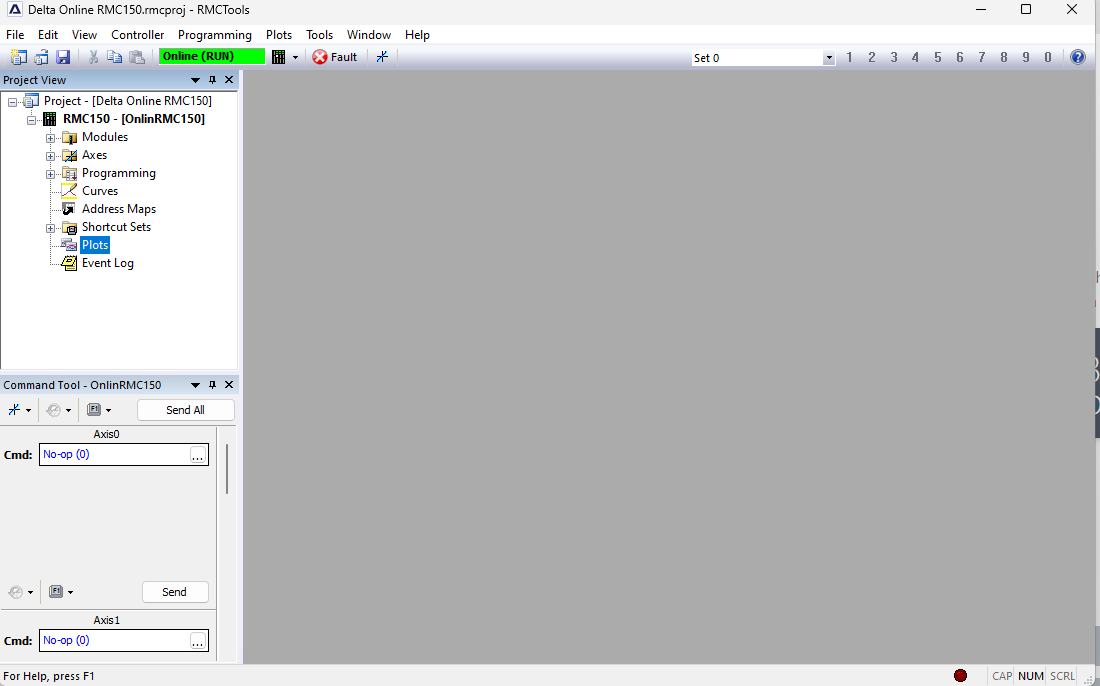 Delta Online RMC150.rmcproj - RMCTools
File Edit View Controller Programming Plots Tools Window Help
Online (RUN) Fault Set 0 1 2 3 4 5 6 7 8 9 0
Project View
Project - [Delta Online RMC150]
RMC150 - [OnlinRMC150]
Modules
Axes
Programming
Curves
Address Maps
Shortcut Sets
Plots
Event Log
Command Tool - OnlinRMC150
Send All
Axis0
Cmd: No-op (0) ...
Send
Axis1
Cmd: No-op (0) ...
For Help, press F1 CAP NUM SCRL